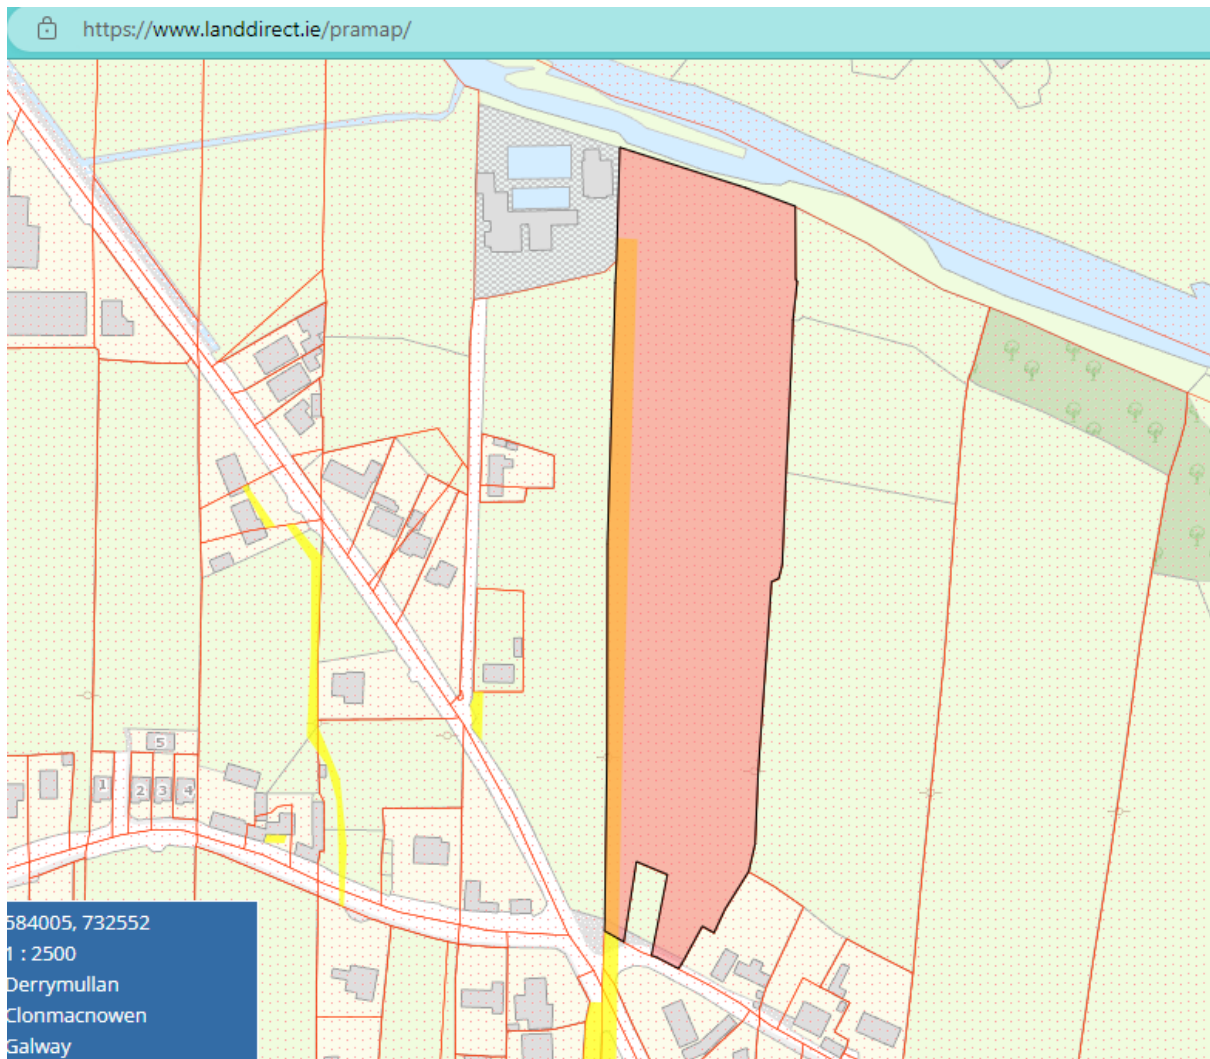 https://www.landdirect.ie/pramap/
5
1
2
3
4
584005, 732552
1 : 2500
Derrymullan
Clonmacnowen
Galway